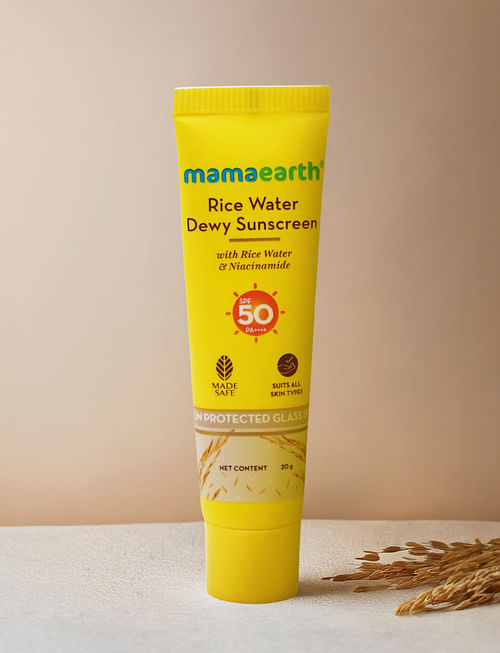 mamaearth®
Rice Water
Dewy Sunscreen
with Rice Water
& Niacinamide
SPF
50
PA++++
MADE
SAFE
SUITS ALL
SKIN TYPES
PROTECTED GLASS
NET CONTENT 20 g